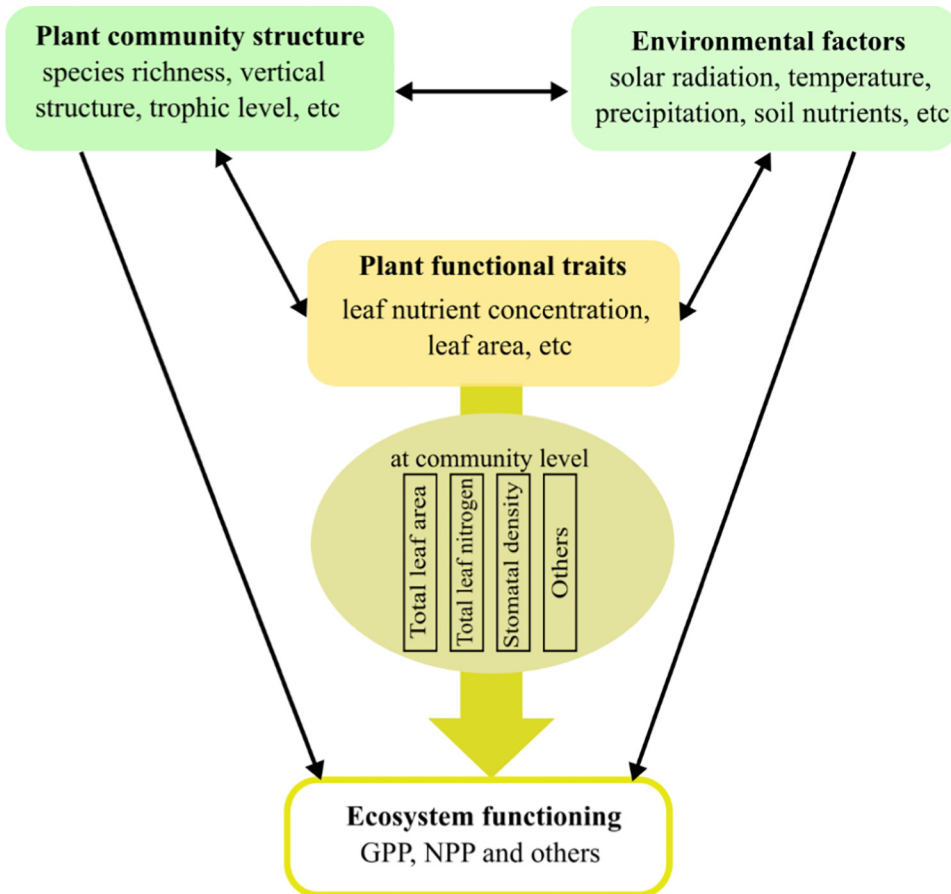 Plant community structure
species richness, vertical
structure, trophic level, etc
Environmental factors
solar radiation, temperature,
precipitation, soil nutrients, etc
Plant functional traits
leaf nutrient concentration,
leaf area, etc
at community level
Total leaf area
Total leaf nitrogen
Stomatal density
Others
Ecosystem functioning
GPP, NPP and others